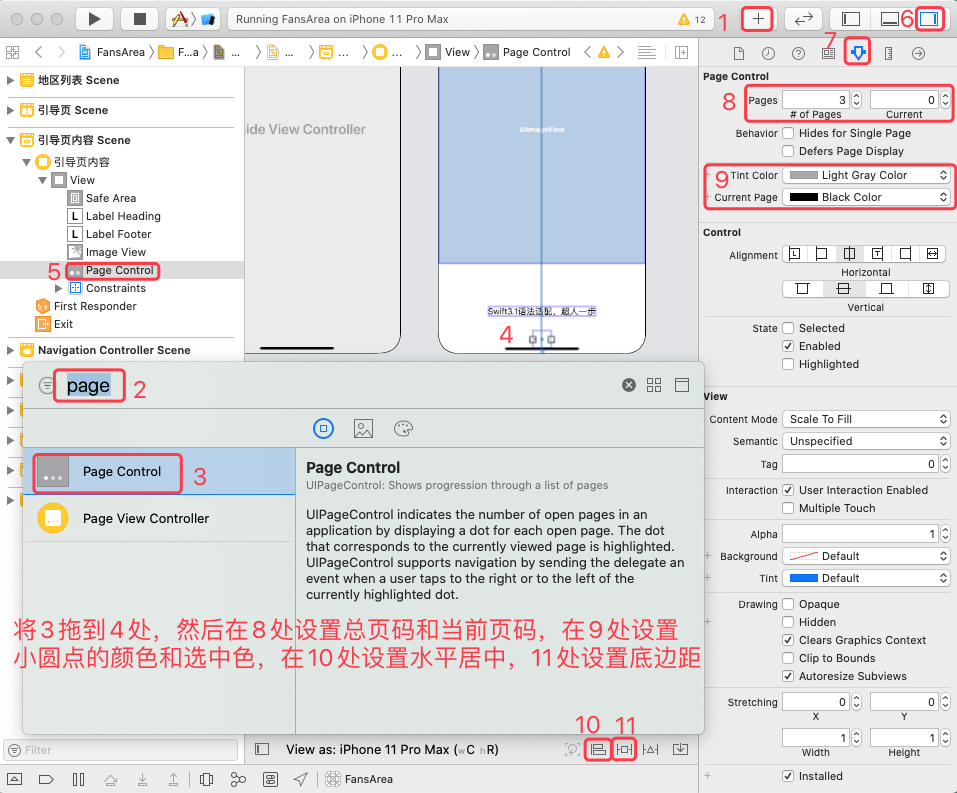 Running FansArea on iPhone 11 Pro Max
12
1
6
FansArea
F...a
...
...
...
...
View
Page Control
7
地区列表 Scene
引导页 Scene
引导页内容 Scene
引导页内容
View
Safe Area
L Label Heading
L Label Footer
Image View
5
Page Control
Constraints
First Responder
Exit
Navigation Controller Scene
ide View Controller
UIImageView
Swift3.1语法适配，超人一步
4
page
2
Page Control
3
Page View Controller
Page Control
UIPageControl: Shows progression through a list of pages
UIPageControl indicates the number of open pages in an
application by displaying a dot for each open page. The dot
that corresponds to the currently viewed page is highlighted.
UIPageControl supports navigation by sending the delegate an
event when a user taps to the right or to the left of the
currently highlighted dot.
将3拖到4处，然后在8处设置总页码和当前页码，在9处设置
小圆点的颜色和选中色，在10处设置水平居中，11处设置底边距
10
11
Filter
View as: iPhone 11 Pro Max (wC hR)
FansArea
Page Control
8
Pages
3
0
# of Pages
Current
Behavior
Hides for Single Page
Defers Page Display
9
Tint Color
Light Gray Color
Current Page
Black Color
Control
Alignment
Horizontal
Vertical
State
Selected
Enabled
Highlighted
View
Content Mode
Scale To Fill
Semantic
Unspecified
Tag
0
Interaction
User Interaction Enabled
Multiple Touch
Alpha
1
Background
Default
Tint
Default
Drawing
Opaque
Hidden
Clears Graphics Context
Clip to Bounds
Autoresize Subviews
Stretching
0
0
X
Y
1
1
Width
Height
Installed